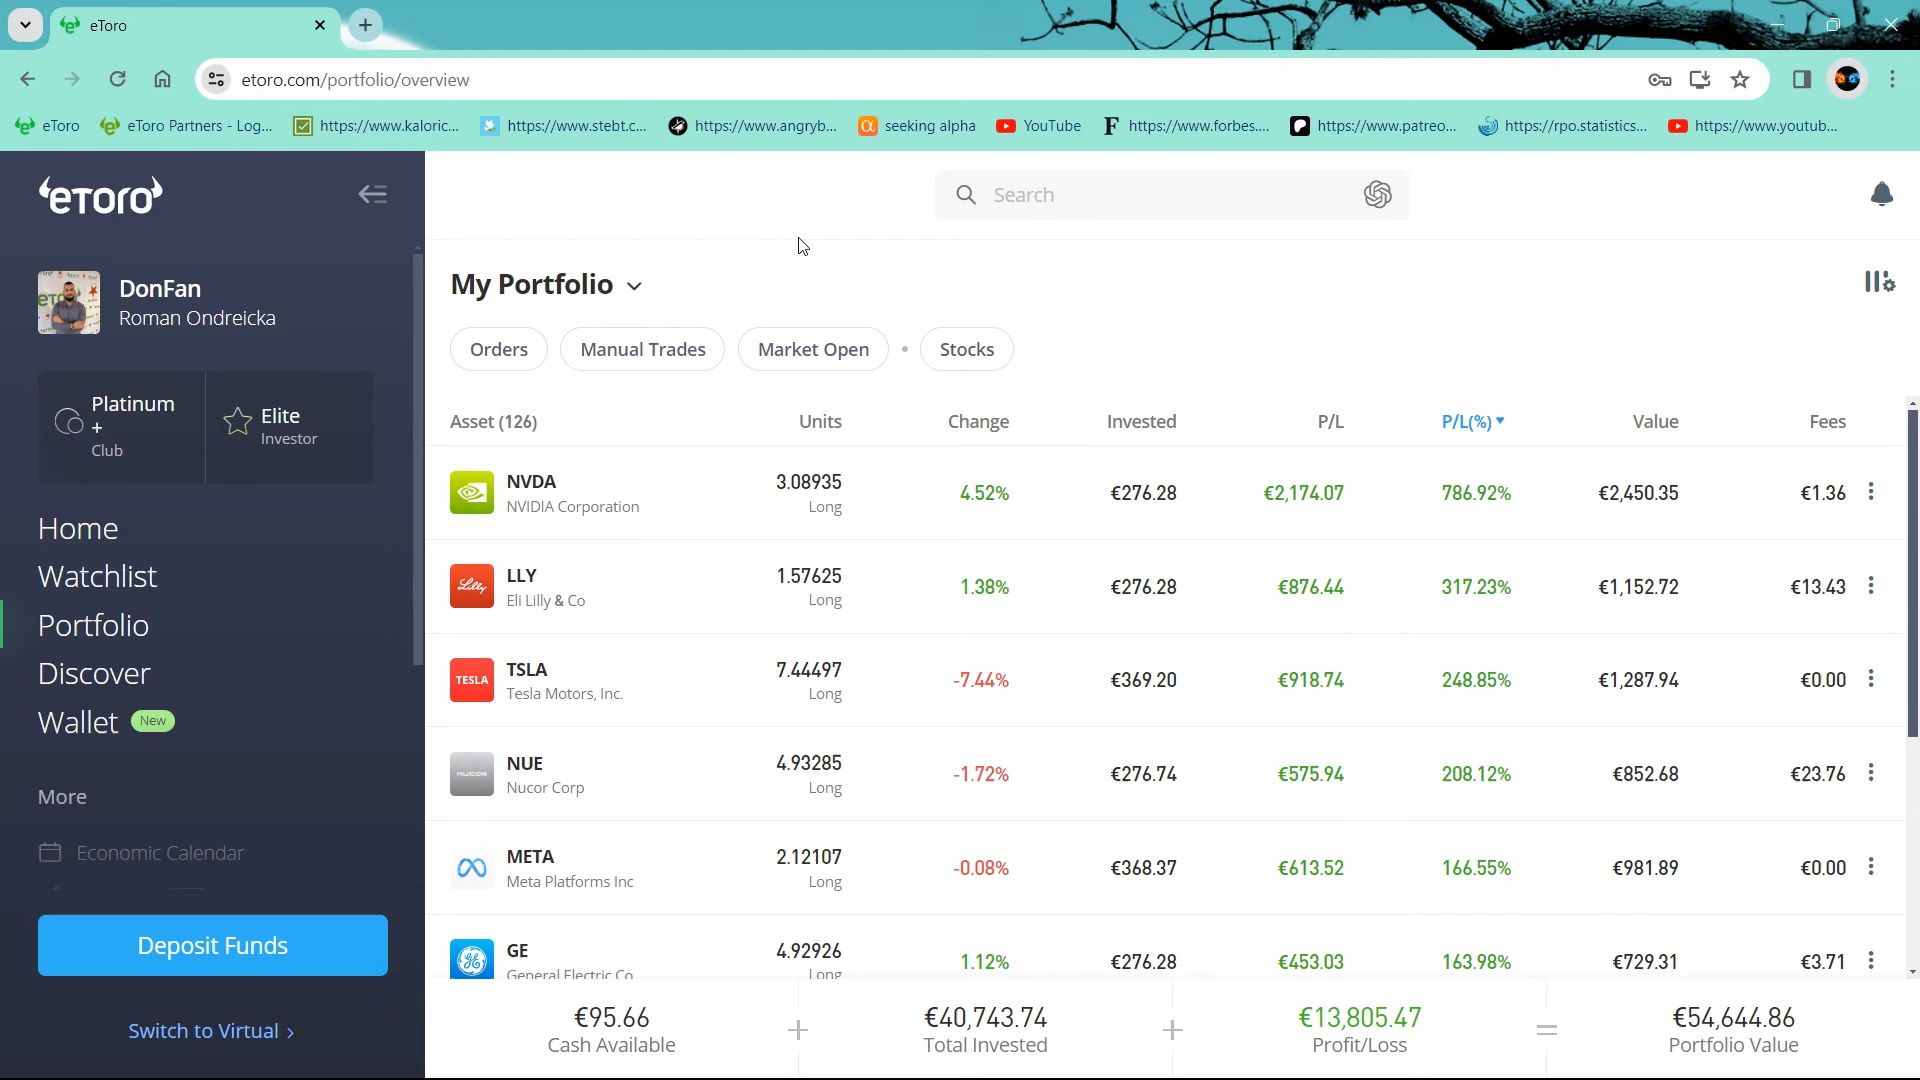 eToro
etoro.com/portfolio/overview
eToro
eToro Partners - Log...
https://www.kaloric...
https://www.stebt.c...
https://www.angryb...
seeking alpha
YouTube
https://www.forbes....
https://www.patreo...
https://rpo.statistics...
https://www.youtub...
eToro
Search
DonFan
Roman Ondreicka
Platinum
+
Club
Elite
Investor
Home
Watchlist
Portfolio
Discover
Wallet New
More
Economic Calendar
Deposit Funds
Switch to Virtual >
My Portfolio
Orders Manual Trades Market Open • Stocks
Asset (126) Units Change Invested P/L P/L(%) Value Fees
NVDA 3.08935
NVIDIA Corporation Long
4.52% €276.28 €2,174.07 786.92% €2,450.35 €1.36
Lilly
LLY 1.57625
Eli Lilly & Co Long
1.38% €276.28 €876.44 317.23% €1,152.72 €13.43
TESLA
TSLA 7.44497
Tesla Motors, Inc. Long
-7.44% €369.20 €918.74 248.85% €1,287.94 €0.00
NUCOR
NUE 4.93285
Nucor Corp Long
-1.72% €276.74 €575.94 208.12% €852.68 €23.76
META 2.12107
Meta Platforms Inc Long
-0.08% €368.37 €613.52 166.55% €981.89 €0.00
GE 4.92926
General Electric Co Long
1.12% €276.28 €453.03 163.98% €729.31 €3.71
€95.66 + €40,743.74 + €13,805.47 = €54,644.86
Cash Available Total Invested Profit/Loss Portfolio Value